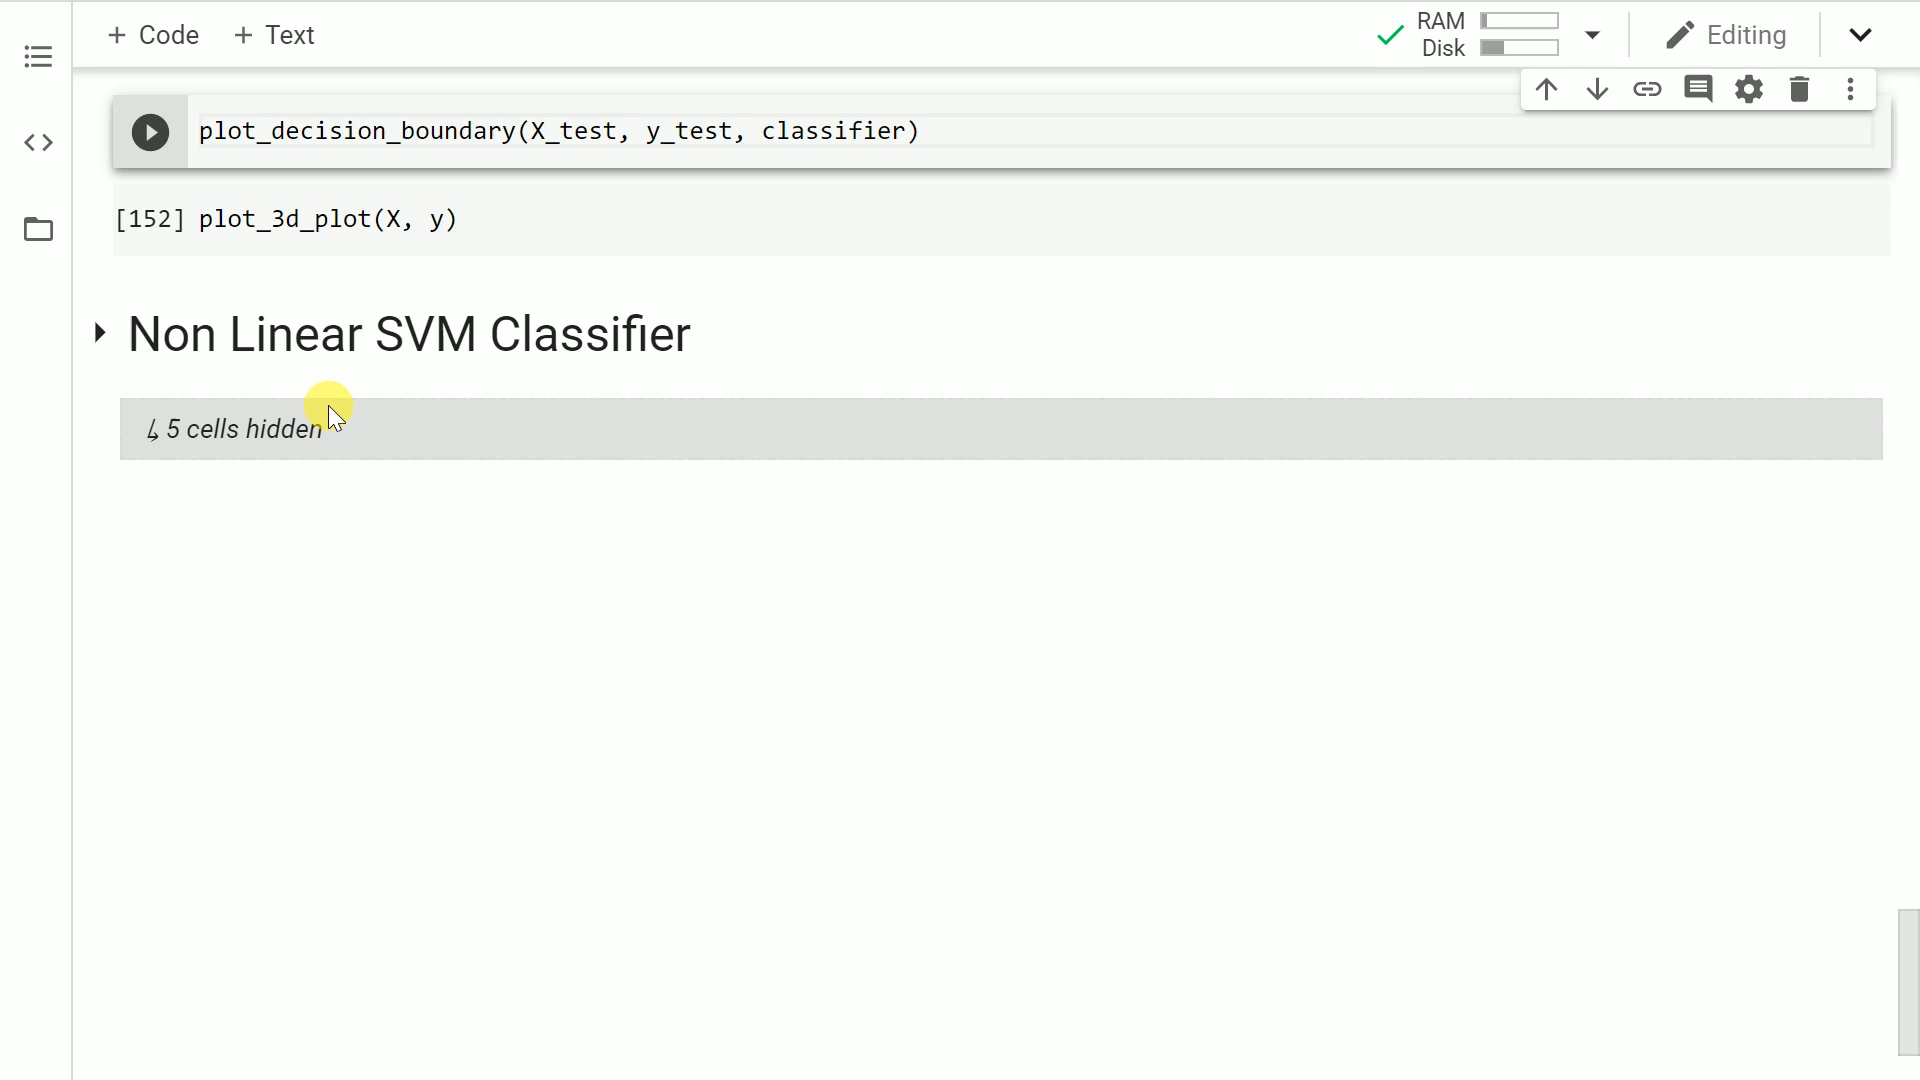 + Code + Text
RAM
Disk
Editing
plot_decision_boundary(X_test, y_test, classifier)
[152] plot_3d_plot(X, y)
Non Linear SVM Classifier
↳ 5 cells hidden